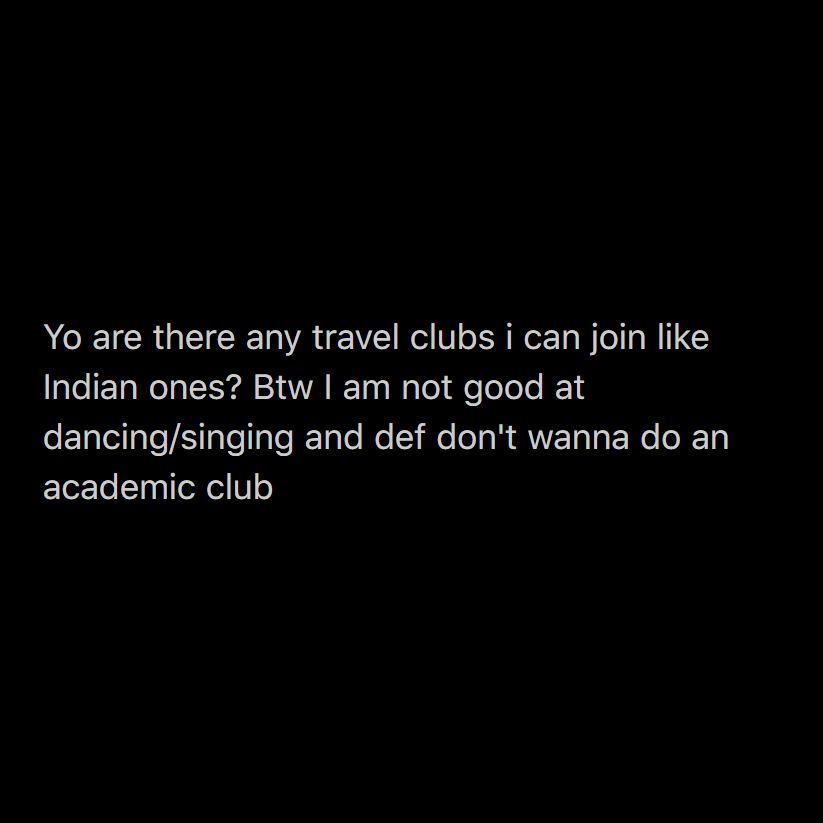 Yo are there any travel clubs i can join like
Indian ones? Btw I am not good at
dancing/singing and def don't wanna do an
academic club